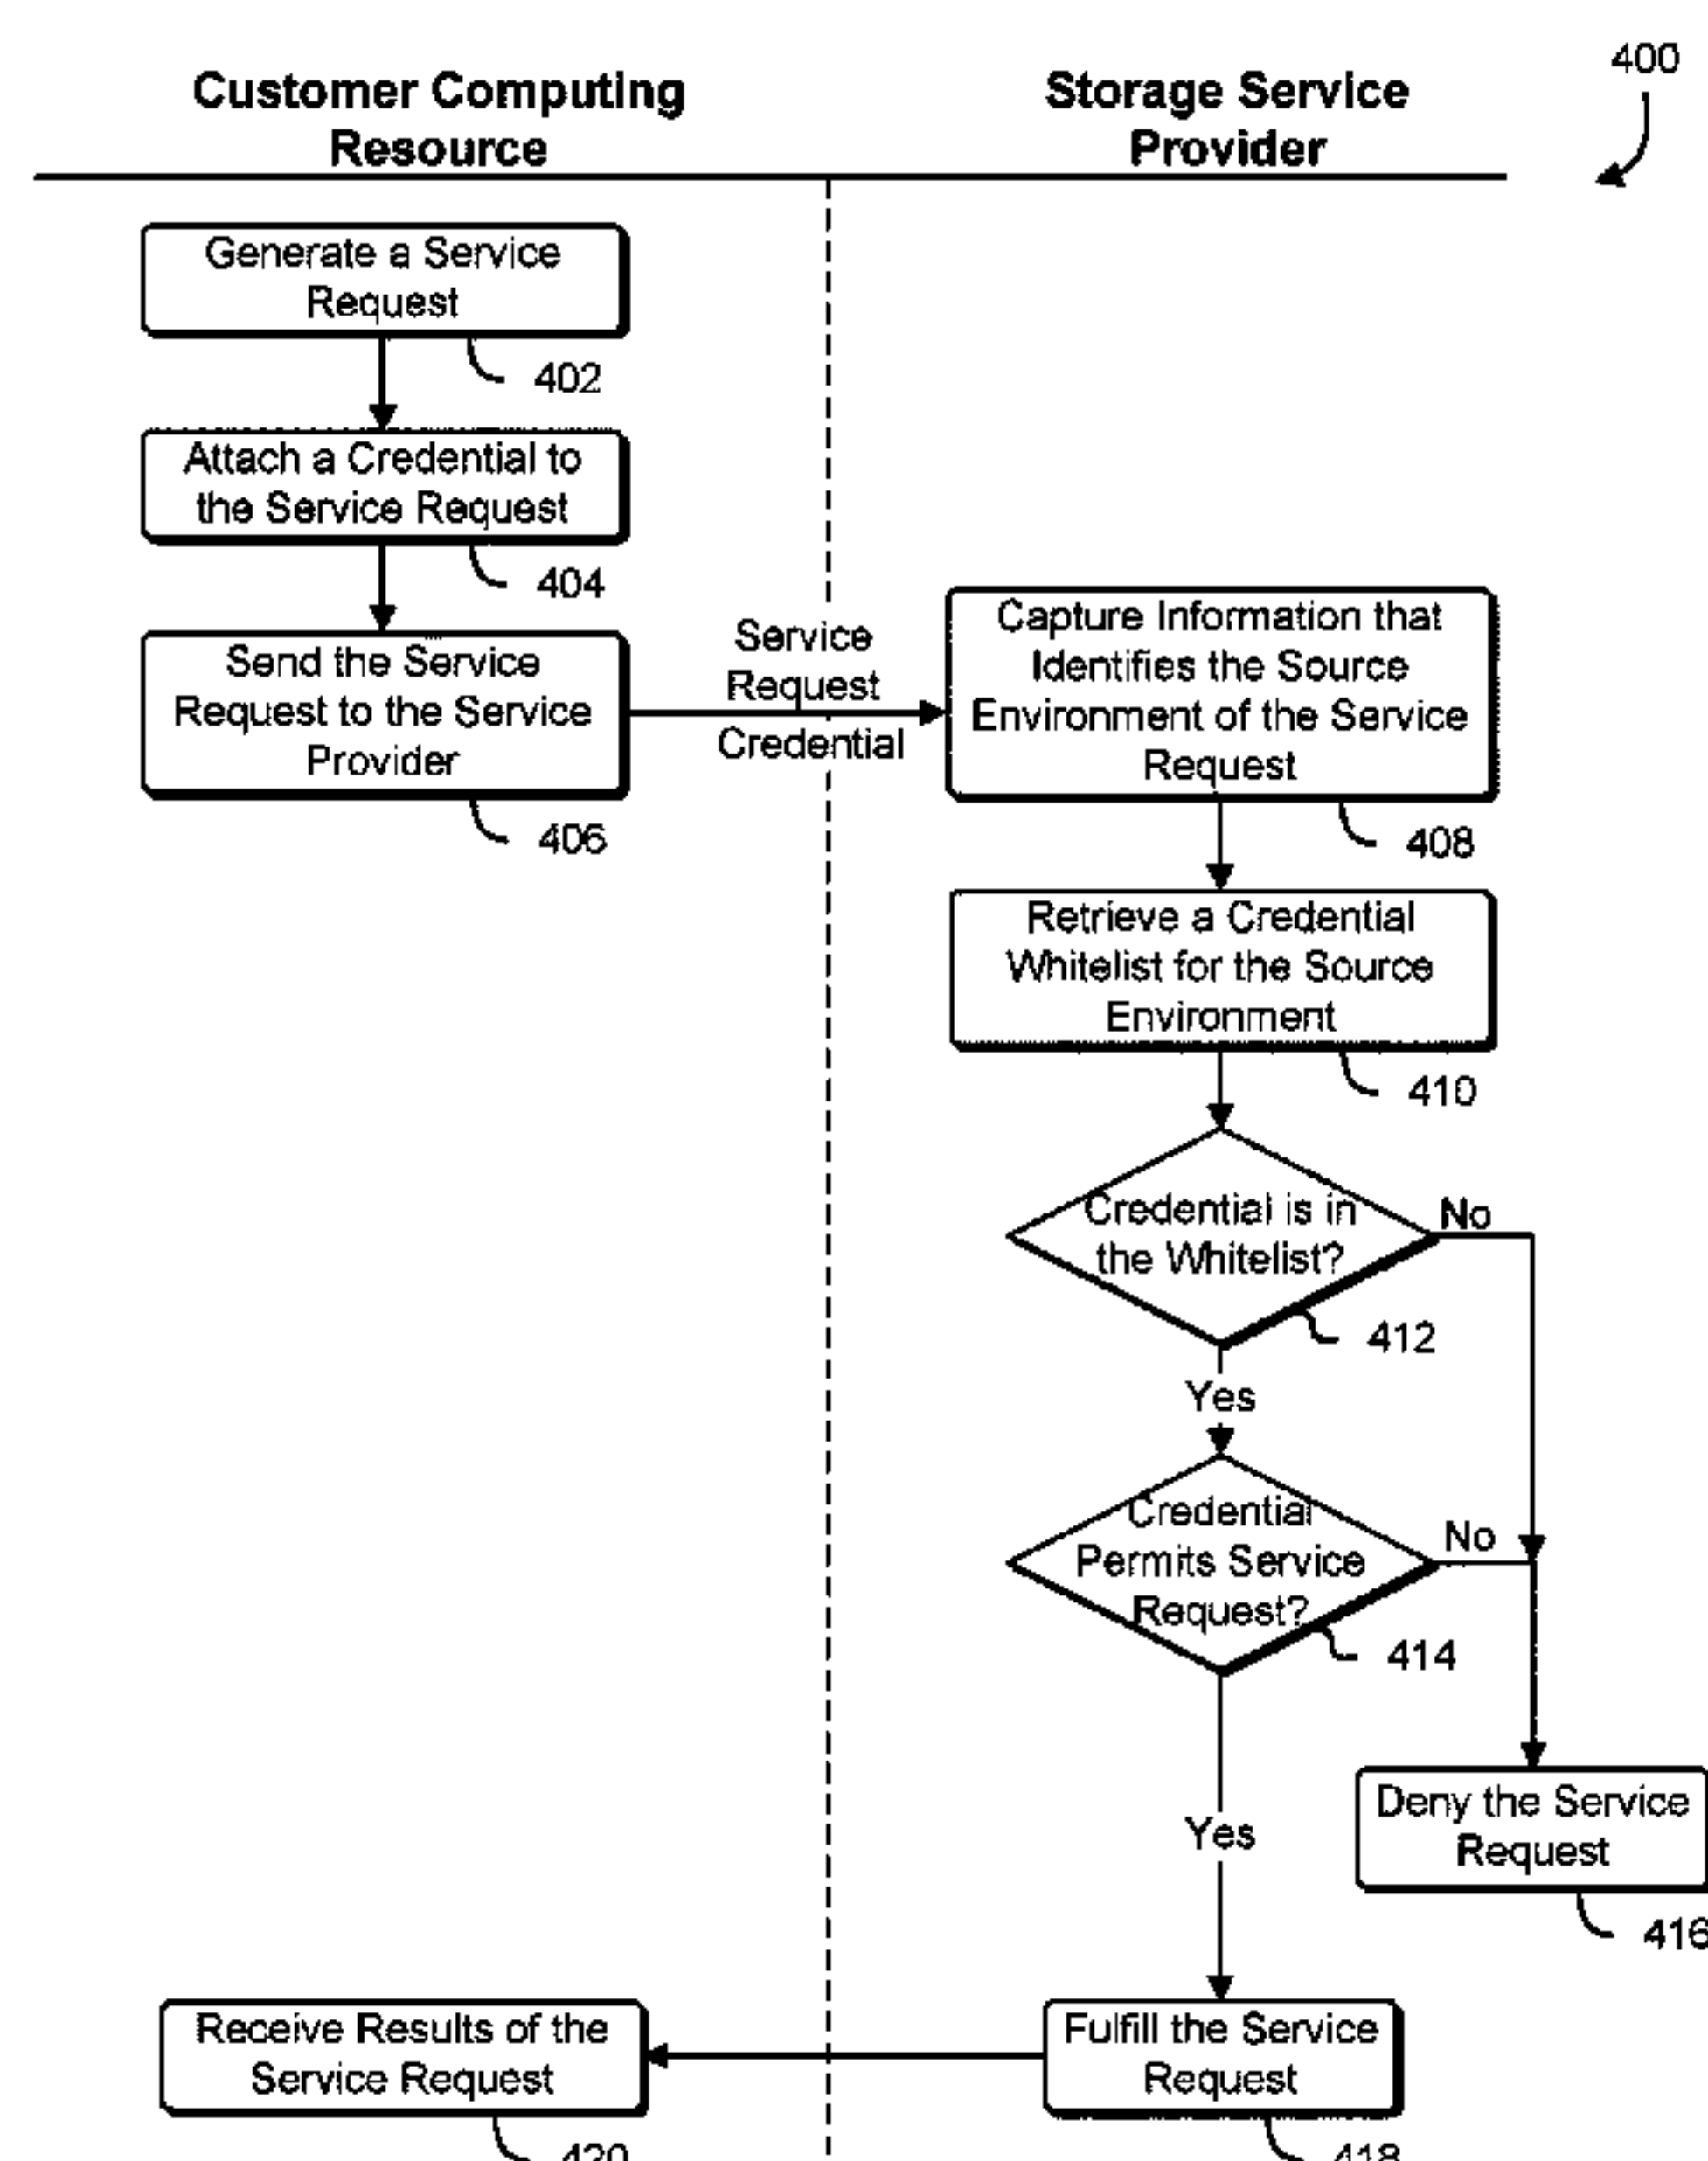 400
Customer Computing
Resource
Storage Service
Provider
Generate a Service
Request
402
Attach a Credential to
the Service Request
404
Send the Service
Request to the Service
Provider
406
Service
Request
Credential
Capture Information that
Identifies the Source
Environment of the Service
Request
408
Retrieve a Credential
Whitelist for the Source
Environment
410
Credential is in
the Whitelist?
No
412
Yes
Credential
Permits Service
Request?
No
414
Yes
Deny the Service
Request
416
Fulfill the Service
Request
418
Receive Results of the
Service Request
420